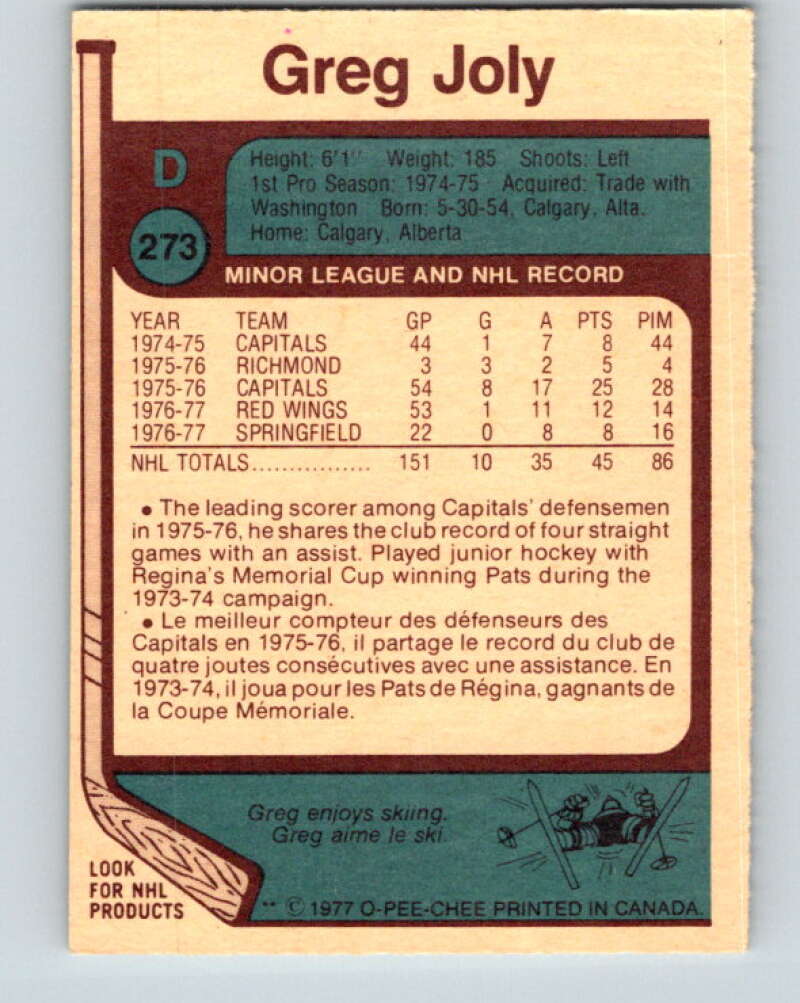 Greg Joly
D
273
Height: 6'1" Weight: 185 Shoots: Left
1st Pro Season: 1974-75 Acquired: Trade with
Washington Born: 5-30-54, Calgary, Alta.
Home: Calgary, Alberta
MINOR LEAGUE AND NHL RECORD
YEAR TEAM GP G A PTS PIM
1974-75 CAPITALS 44 1 7 8 44
1975-76 RICHMOND 3 3 2 5 4
1975-76 CAPITALS 54 8 17 25 28
1976-77 RED WINGS 53 1 11 12 14
1976-77 SPRINGFIELD 22 0 8 8 16
NHL TOTALS................ 151 10 35 45 86
• The leading scorer among Capitals' defensemen
in 1975-76, he shares the club record of four straight
games with an assist. Played junior hockey with
Regina's Memorial Cup winning Pats during the
1973-74 campaign.
• Le meilleur compteur des défenseurs des
Capitals en 1975-76, il partage le record du club de
quatre joutes consécutives avec une assistance. En
1973-74, il joua pour les Pats de Régina, gagnants de
la Coupe Mémoriale.
Greg enjoys skiing.
Greg aime le ski.
LOOK
FOR NHL
PRODUCTS
** © 1977 O-PEE-CHEE PRINTED IN CANADA.